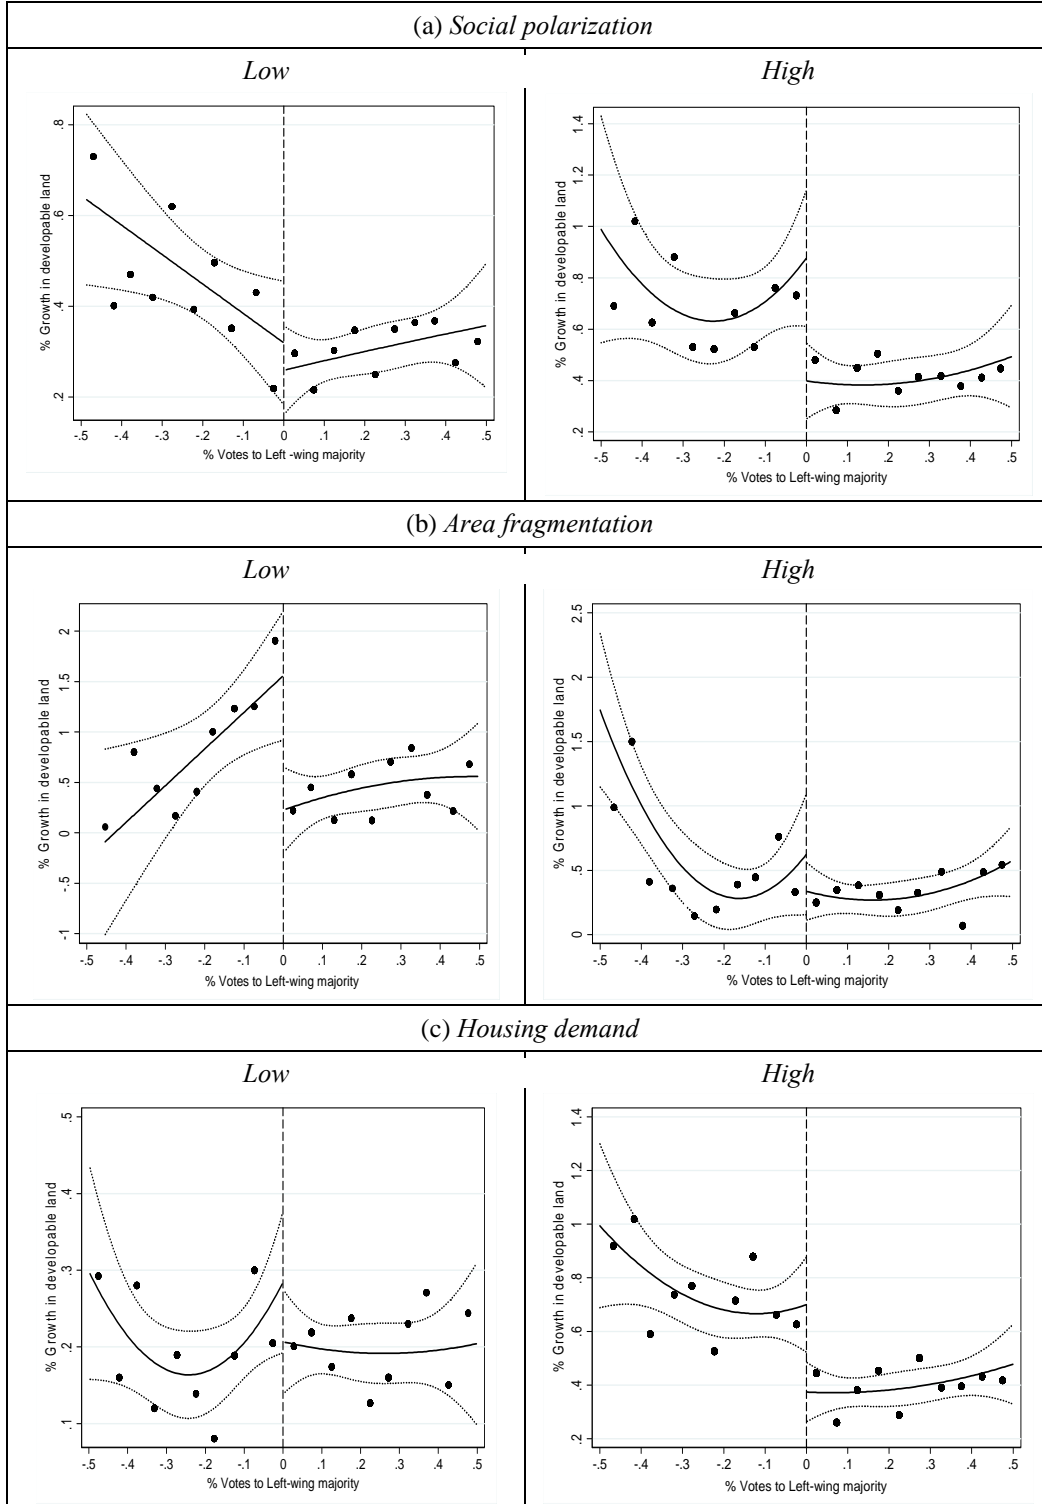 (a) Social polarization
Low High
% Growth in developable land
.8
.6
.4
.2
-.5 -.4 -.3 -.2 -.1 0 .1 .2 .3 .4 .5
% Votes to Left -wing majority
% Growth in developable land
1.4
1.2
1
.8
.6
.4
.2
-.5 -.4 -.3 -.2 -.1 0 .1 .2 .3 .4 .5
% Votes to Left-wing majority
(b) Area fragmentation
Low High
% Growth in developable land
2
1.5
1
.5
0
-.5
-1
-.5 -.4 -.3 -.2 -.1 0 .1 .2 .3 .4 .5
% Votes to Left-wing majority
% Growth in developable land
2.5
2
1.5
1
.5
0
-.5 -.4 -.3 -.2 -.1 0 .1 .2 .3 .4 .5
% Votes to Left-wing majority
(c) Housing demand
Low High
% Growth in developable land
.5
.4
.3
.2
.1
-.5 -.4 -.3 -.2 -.1 0 .1 .2 .3 .4 .5
% Votes to Left-wing majority
% Growth in developable land
1.4
1.2
1
.8
.6
.4
.2
-.5 -.4 -.3 -.2 -.1 0 .1 .2 .3 .4 .5
% Votes to Left-wing majority